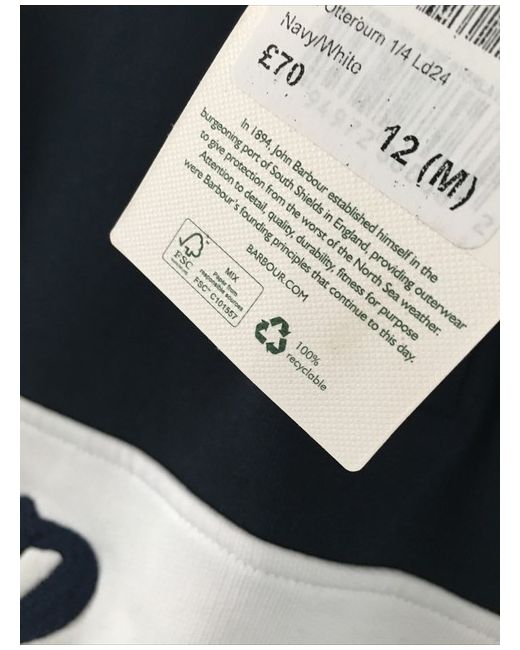 Otterburn 1/4 Ld24
Navy/White
£70
12 (M)
In 1894, John Barbour established himself in the
burgeoning port of South Shields in England, providing outerwear
to give protection from the worst of the North Sea weather.
Attention to detail, quality, durability, fitness for purpose
were Barbour's founding principles that continue to this day.
BARBOUR.COM
FSC
MIX
Paper from
responsible sources
FSC® C101557
100%
recyclable